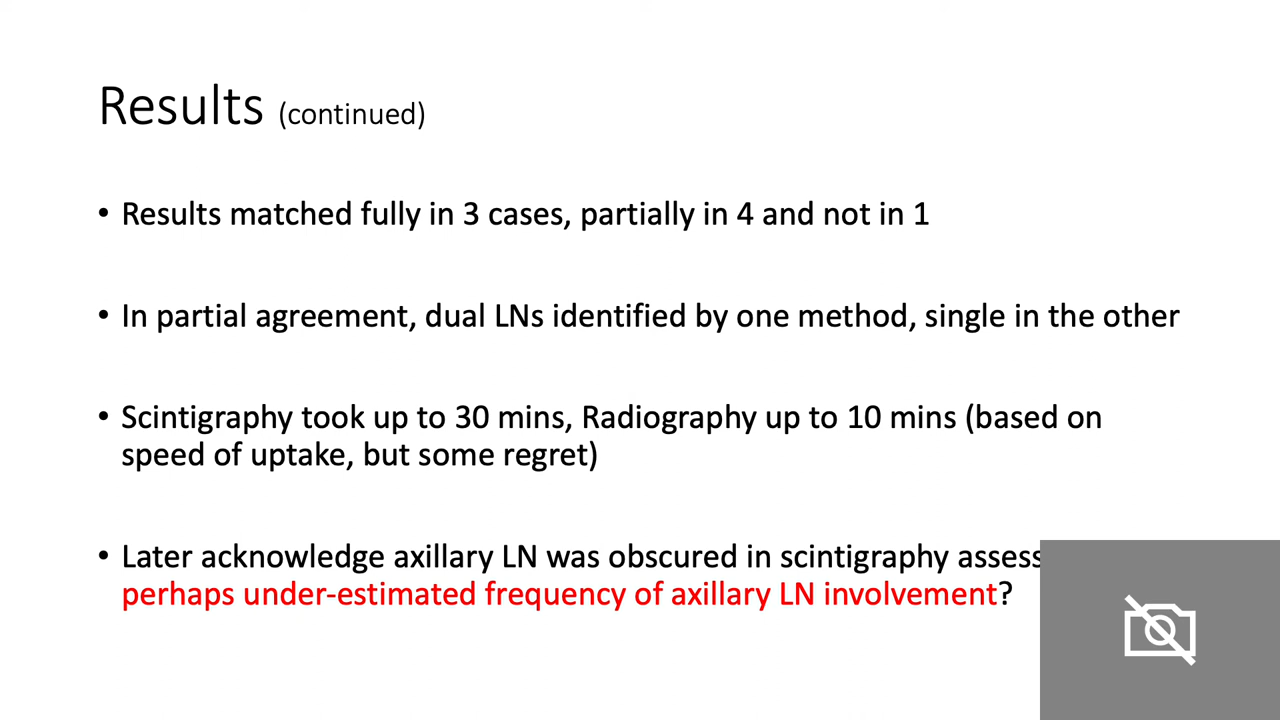 Results (continued)
• Results matched fully in 3 cases, partially in 4 and not in 1
• In partial agreement, dual LNs identified by one method, single in the other
• Scintigraphy took up to 30 mins, Radiography up to 10 mins (based on
speed of uptake, but some regret)
• Later acknowledge axillary LN was obscured in scintigraphy assess
perhaps under-estimated frequency of axillary LN involvement?